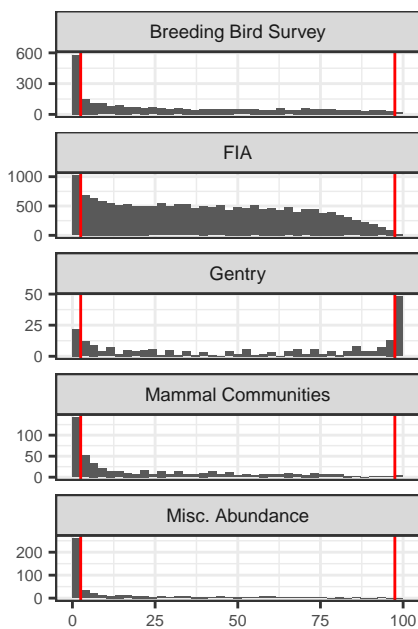 Breeding Bird Survey
600
300
0
FIA
1000
500
0
Gentry
50
25
0
Mammal Communities
100
50
0
Misc. Abundance
200
100
0
0 25 50 75 100